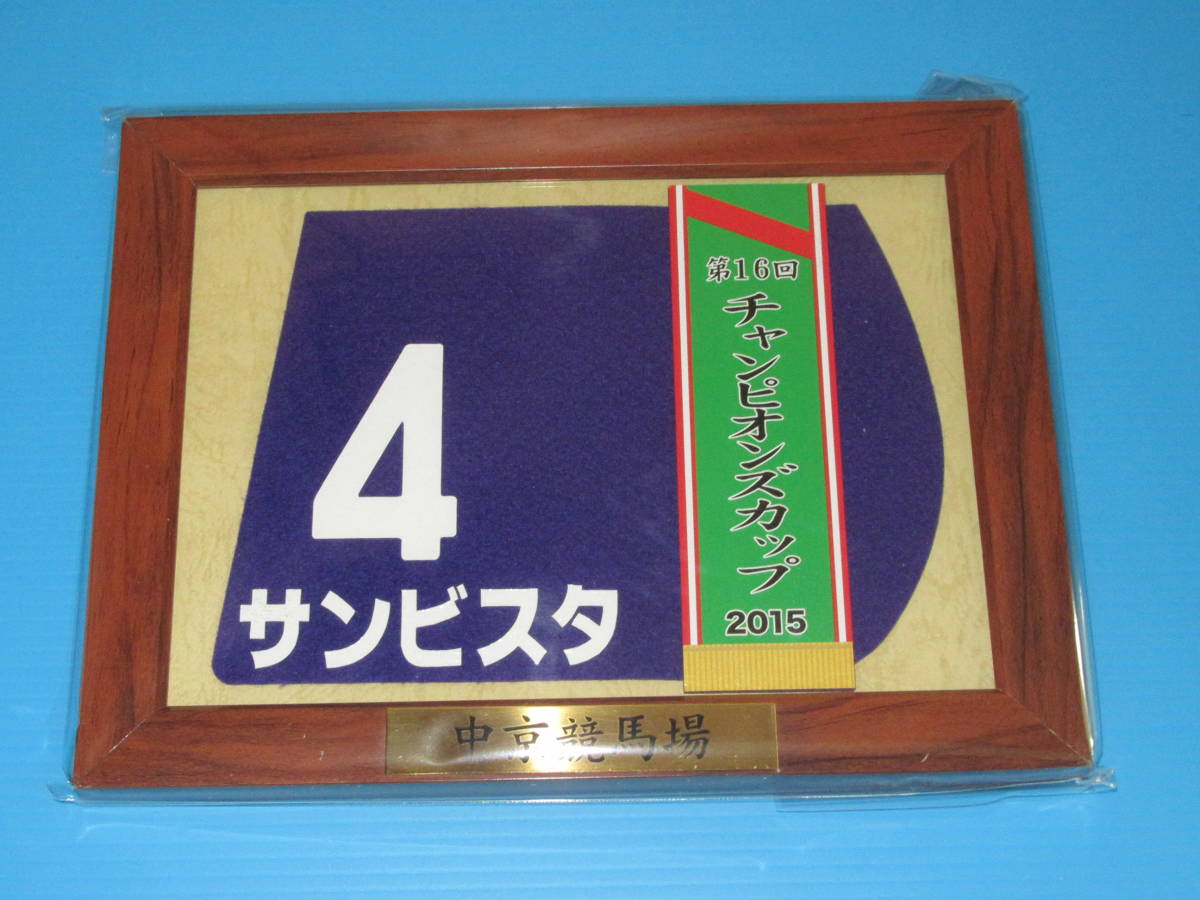 第16回
チャンピオンズカップ
2015
4
サンビスタ
中京競馬場